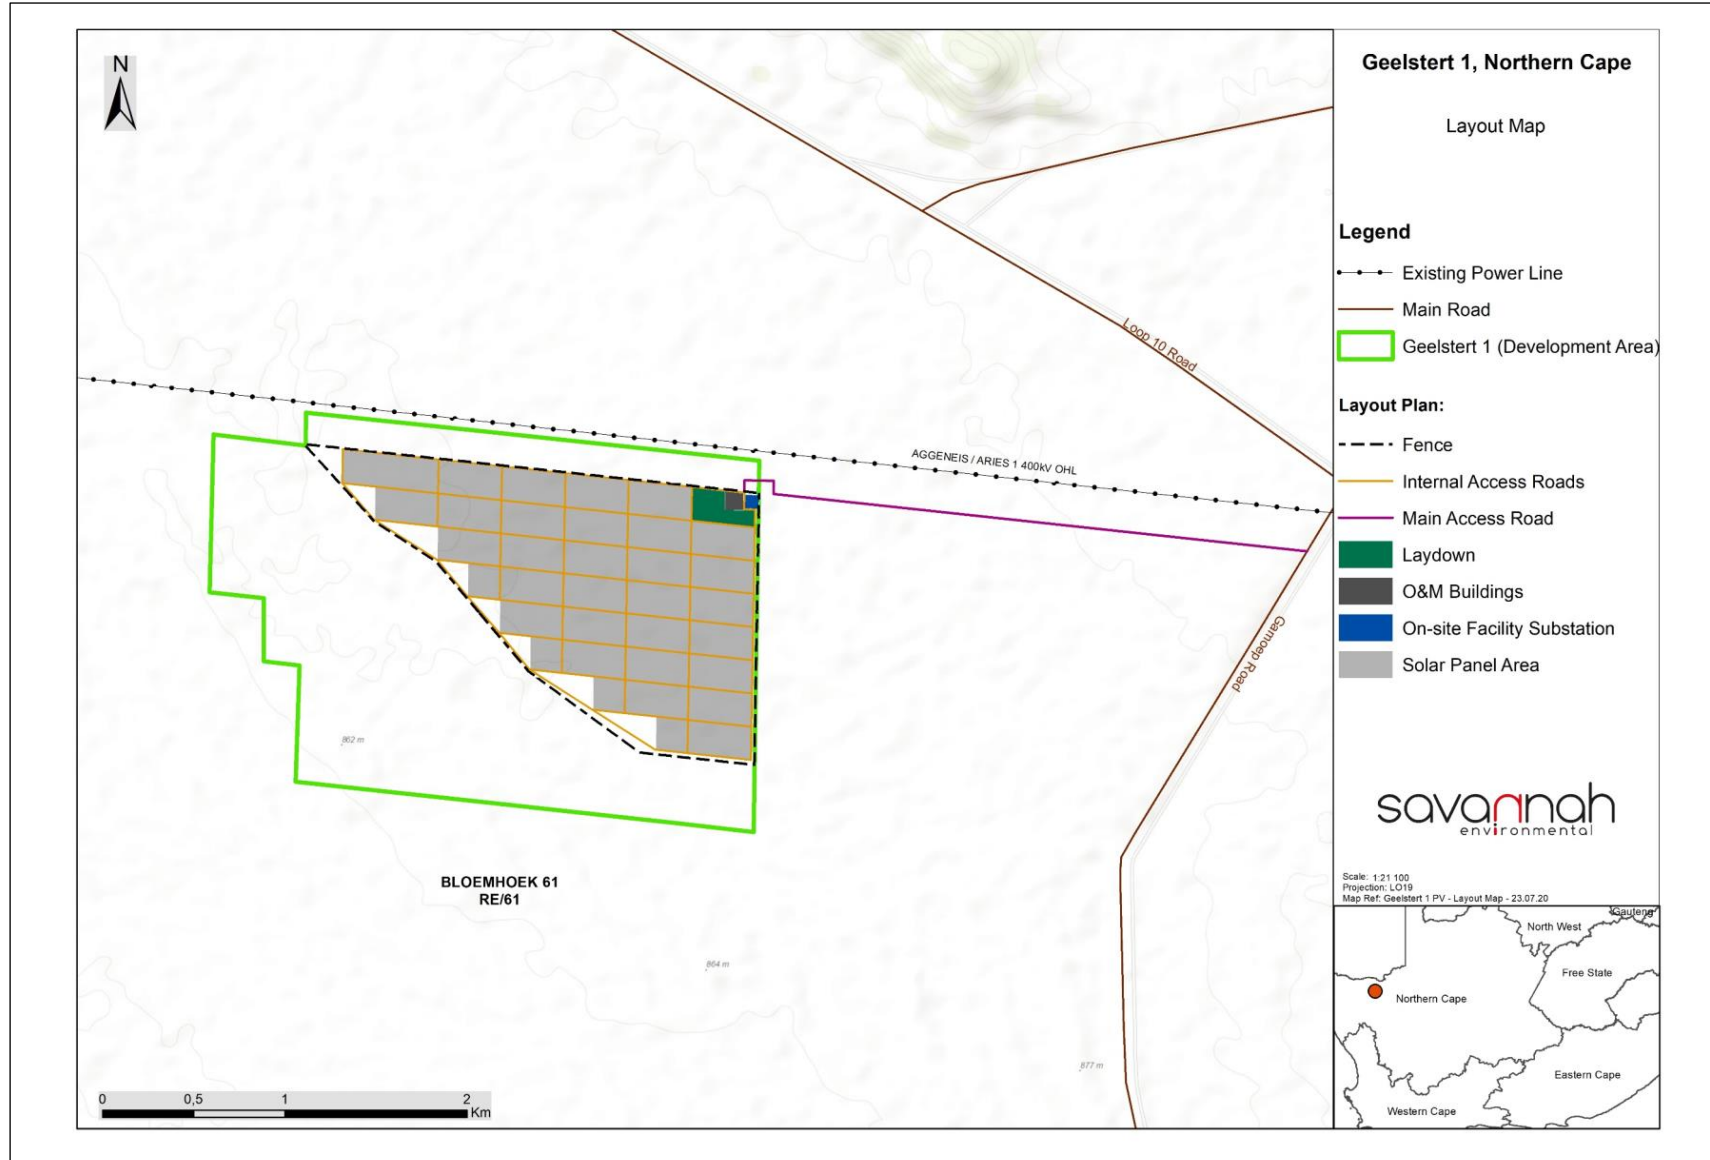 N
Geelstert 1, Northern Cape
Layout Map
Legend
Existing Power Line
Main Road
Geelstert 1 (Development Area)
Layout Plan:
Fence
Internal Access Roads
Main Access Road
Laydown
O&M Buildings
On-site Facility Substation
Solar Panel Area
Loop 10 Road
AGGENEIS / ARIES 1 400kV OHL
Gamoep Road
862 m
BLOEMHOEK 61
RE/61
864 m
877 m
0 0,5 1 2
Km
savannah
environmental
Scale: 1:21 100
Projection: LO19
Map Ref: Geelstert 1 PV - Layout Map - 23.07.20
Gauteng
North West
Free State
Northern Cape
Eastern Cape
Western Cape